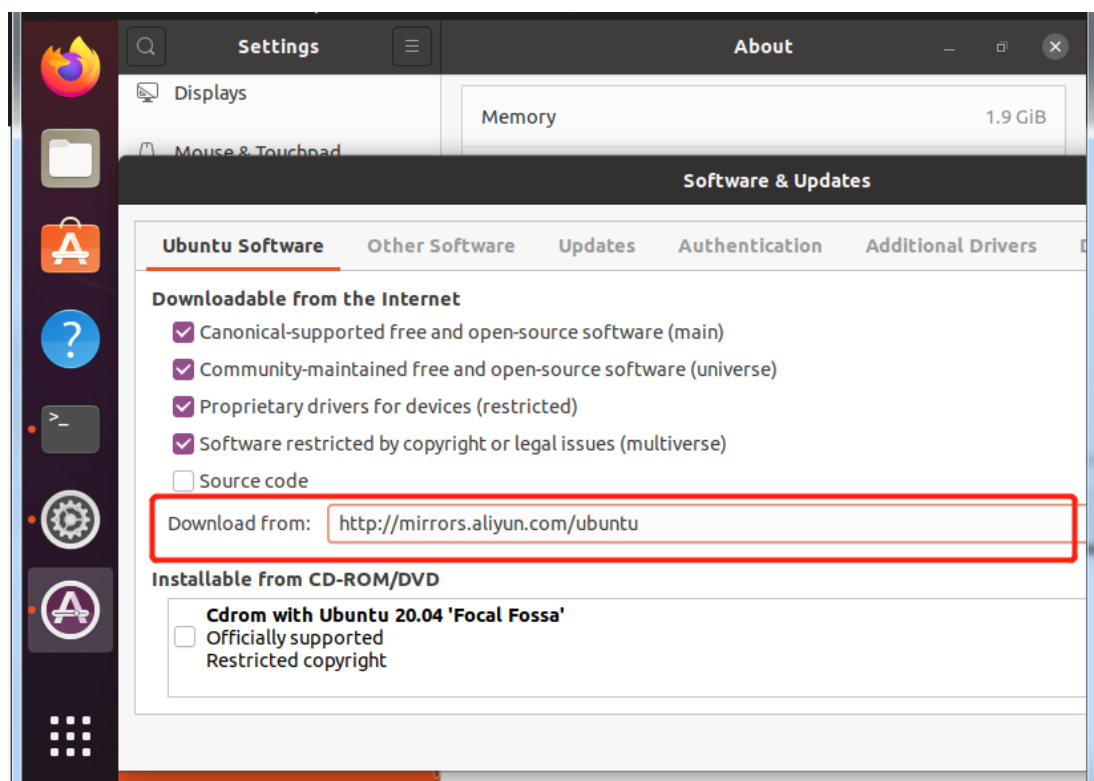 Settings
About
Displays
Memory
1.9 GiB
Mouse & Touchpad
Software & Updates
Ubuntu Software
Other Software
Updates
Authentication
Additional Drivers
Downloadable from the Internet
Canonical-supported free and open-source software (main)
Community-maintained free and open-source software (universe)
Proprietary drivers for devices (restricted)
Software restricted by copyright or legal issues (multiverse)
Source code
Download from: http://mirrors.aliyun.com/ubuntu
Installable from CD-ROM/DVD
Cdrom with Ubuntu 20.04 'Focal Fossa'
Officially supported
Restricted copyright